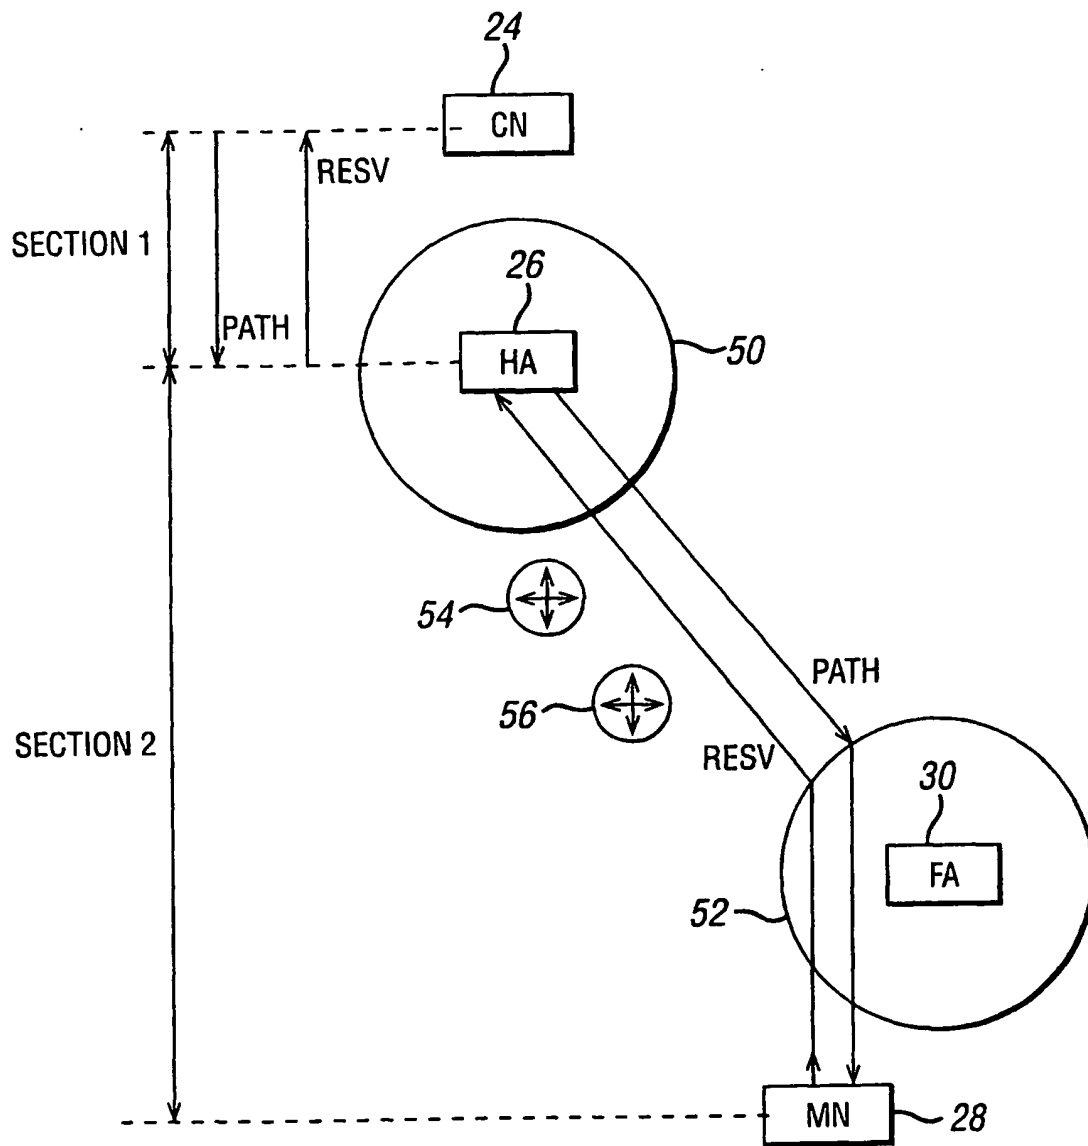 24
CN
RESV
SECTION 1
26
PATH
HA
50
54
PATH
56
SECTION 2
RESV
30
FA
52
MN
28